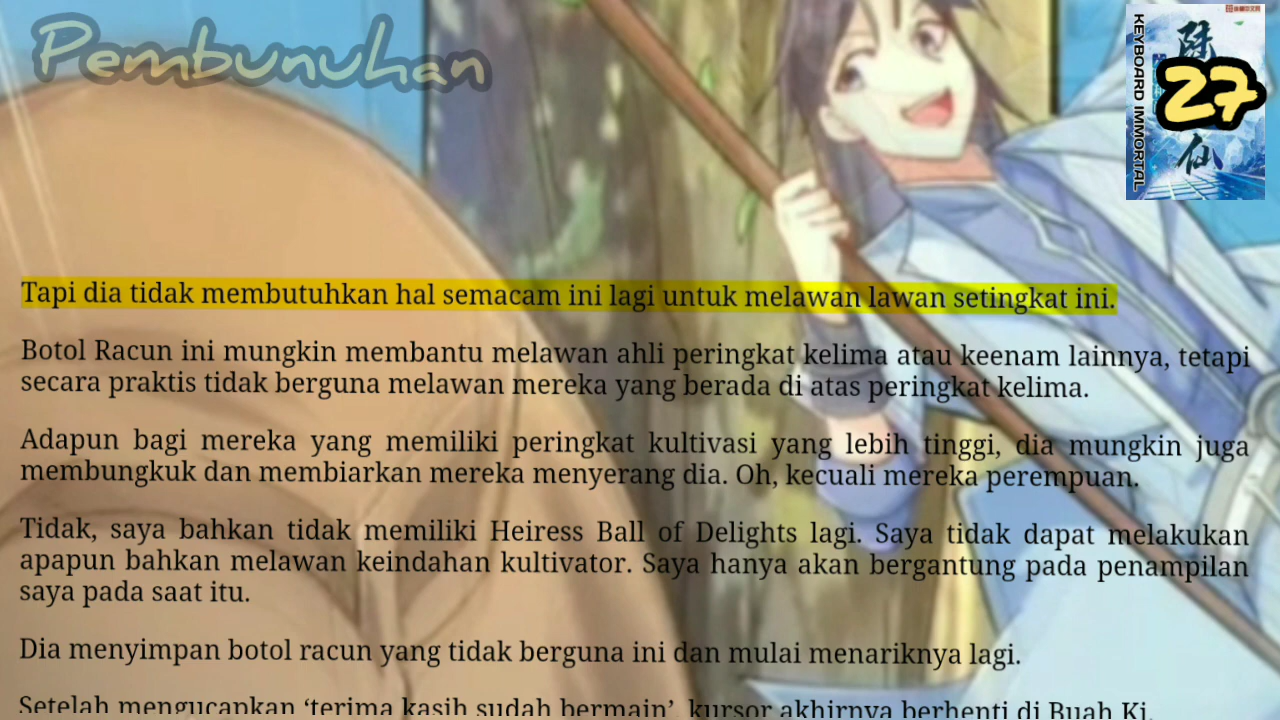 Pembunuhan
陆
KEYBOARD IMMORTAL
27
仙
Tapi dia tidak membutuhkan hal semacam ini lagi untuk melawan lawan setingkat ini.
Botol Racun ini mungkin membantu melawan ahli peringkat kelima atau keenam lainnya, tetapi
secara praktis tidak berguna melawan mereka yang berada di atas peringkat kelima.
Adapun bagi mereka yang memiliki peringkat kultivasi yang lebih tinggi, dia mungkin juga
membungkuk dan membiarkan mereka menyerang dia. Oh, kecuali mereka perempuan.
Tidak, saya bahkan tidak memiliki Heiress Ball of Delights lagi. Saya tidak dapat melakukan
apapun bahkan melawan keindahan kultivator. Saya hanya akan bergantung pada penampilan
saya pada saat itu.
Dia menyimpan botol racun yang tidak berguna ini dan mulai menariknya lagi.
Setelah mengucapkan ‘terima kasih sudah bermain’, kursor akhirnya berhenti di Buah Ki.